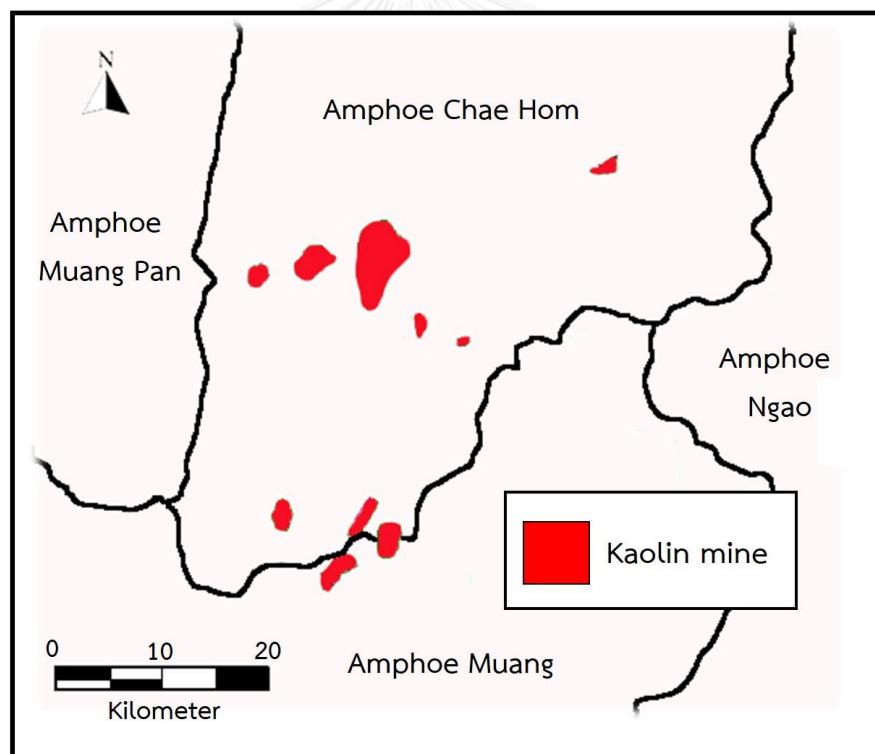 N
Amphoe Chae Hom
Amphoe
Muang Pan
Amphoe
Ngao
Kaolin mine
0 10 20
Kilometer
Amphoe Muang